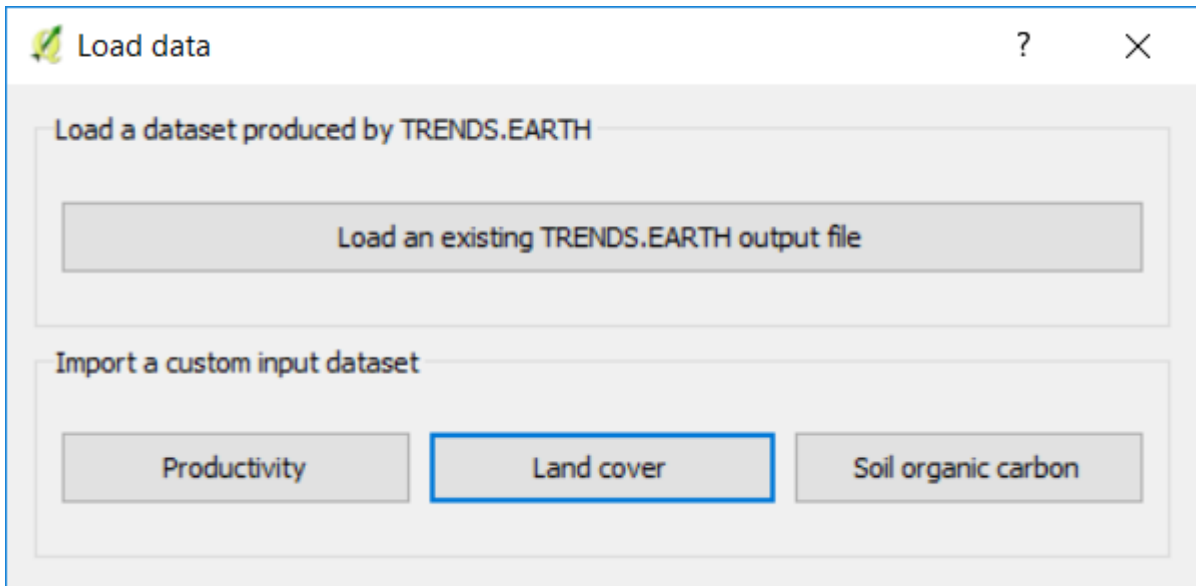 Load data
?
Load a dataset produced by TRENDS.EARTH
Load an existing TRENDS.EARTH output file
Import a custom input dataset
Productivity
Land cover
Soil organic carbon